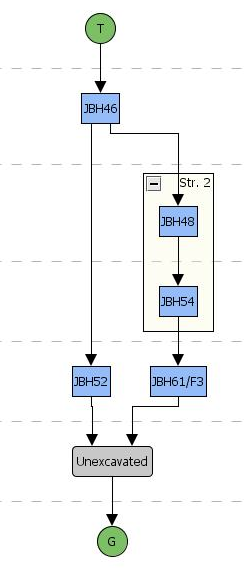 T
JBH46
Str. 2
JBH48
JBH54
JBH52
JBH61/F3
Unexcavated
G